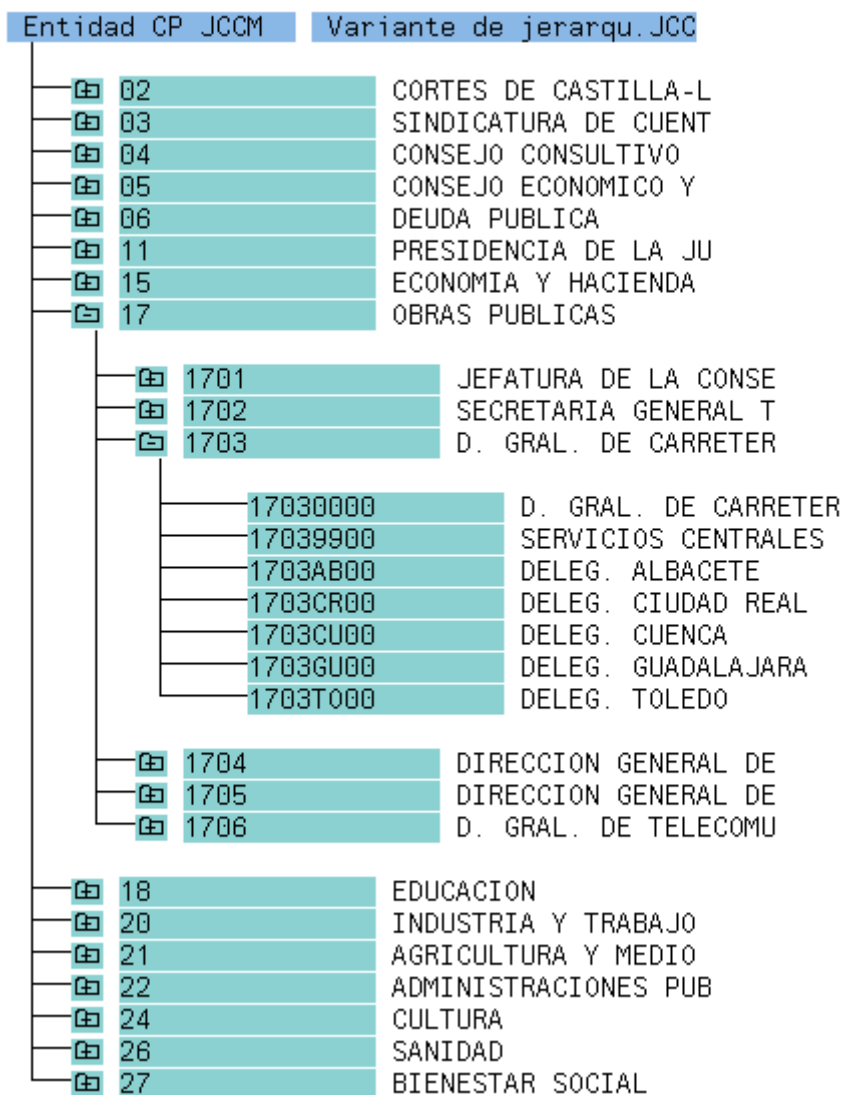 Entidad CP JCCM Variante de jerarqu.JCC
02 CORTES DE CASTILLA-L
03 SINDICATURA DE CUENT
04 CONSEJO CONSULTIVO
05 CONSEJO ECONOMICO Y
06 DEUDA PUBLICA
11 PRESIDENCIA DE LA JU
15 ECONOMIA Y HACIENDA
17 OBRAS PUBLICAS
1701 JEFATURA DE LA CONSE
1702 SECRETARIA GENERAL T
1703 D. GRAL. DE CARRETER
17030000 D. GRAL. DE CARRETER
17039900 SERVICIOS CENTRALES
1703AB00 DELEG. ALBACETE
1703CR00 DELEG. CIUDAD REAL
1703CU00 DELEG. CUENCA
1703GU00 DELEG. GUADALAJARA
1703TO00 DELEG. TOLEDO
1704 DIRECCION GENERAL DE
1705 DIRECCION GENERAL DE
1706 D. GRAL. DE TELECOMU
18 EDUCACION
20 INDUSTRIA Y TRABAJO
21 AGRICULTURA Y MEDIO
22 ADMINISTRACIONES PUB
24 CULTURA
26 SANIDAD
27 BIENESTAR SOCIAL